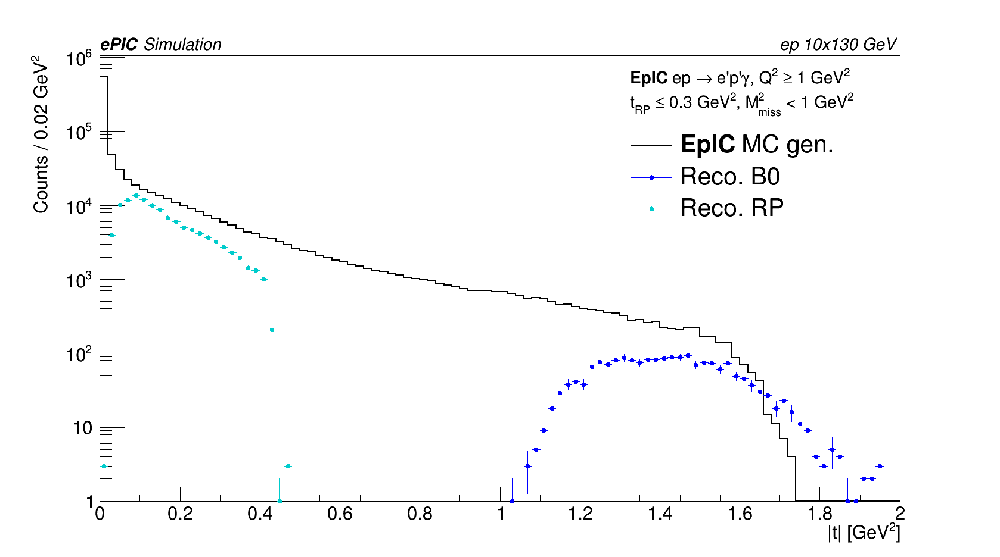 ePIC Simulation
ep 10x130 GeV
EpIC ep → e'p'γ, Q² ≥ 1 GeV²
t_RP ≤ 0.3 GeV², M²_miss < 1 GeV²
EpIC MC gen.
Reco. B0
Reco. RP
Counts / 0.02 GeV²
10⁶
10⁵
10⁴
10³
10²
10
1
0 0.2 0.4 0.6 0.8 1 1.2 1.4 1.6 1.8 2
|t| [GeV²]